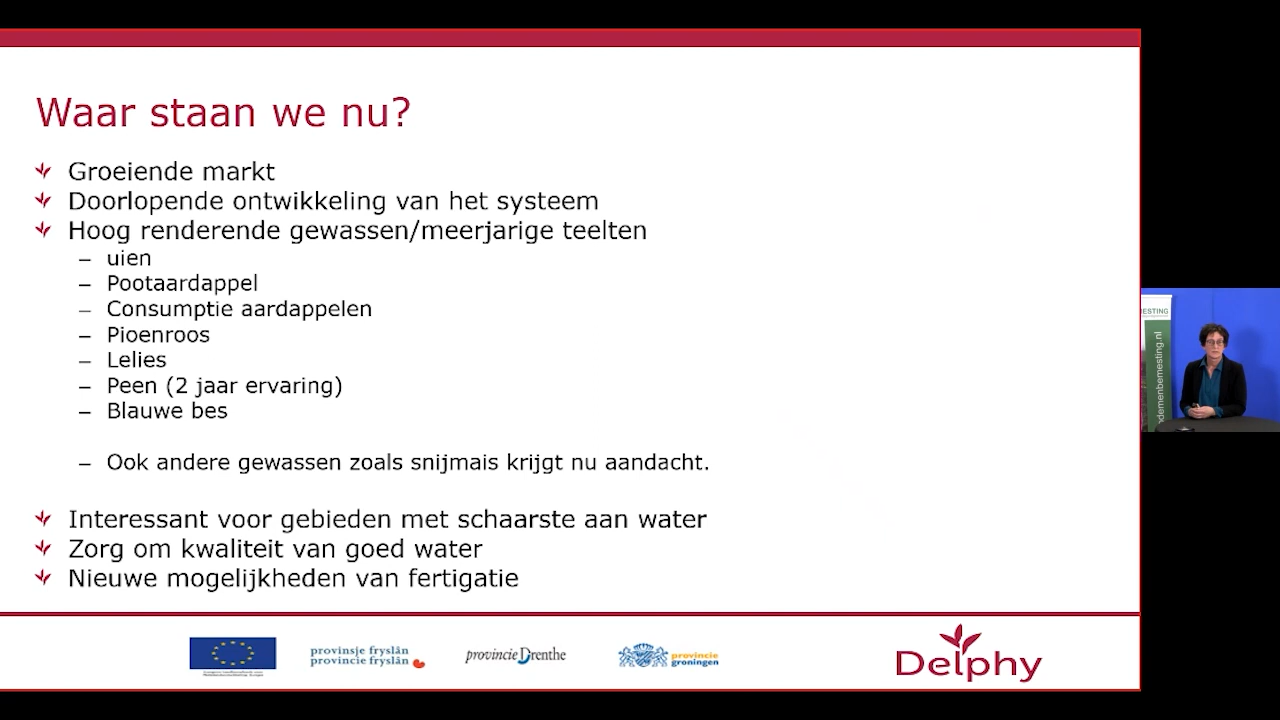 Waar staan we nu?
Groeiende markt
Doorlopende ontwikkeling van het systeem
Hoog renderende gewassen/meerjarige teelten
– uien
– Pootaardappel
– Consumptie aardappelen
– Pioenroos
– Lelies
– Peen (2 jaar ervaring)
– Blauwe bes
– Ook andere gewassen zoals snijmais krijgt nu aandacht.
Interessant voor gebieden met schaarste aan water
Zorg om kwaliteit van goed water
Nieuwe mogelijkheden van fertigatie
provinsje fryslân
provincie fryslân
provincie Drenthe
provincie
groningen
Delphy
ESTING
demenbemesting.nl